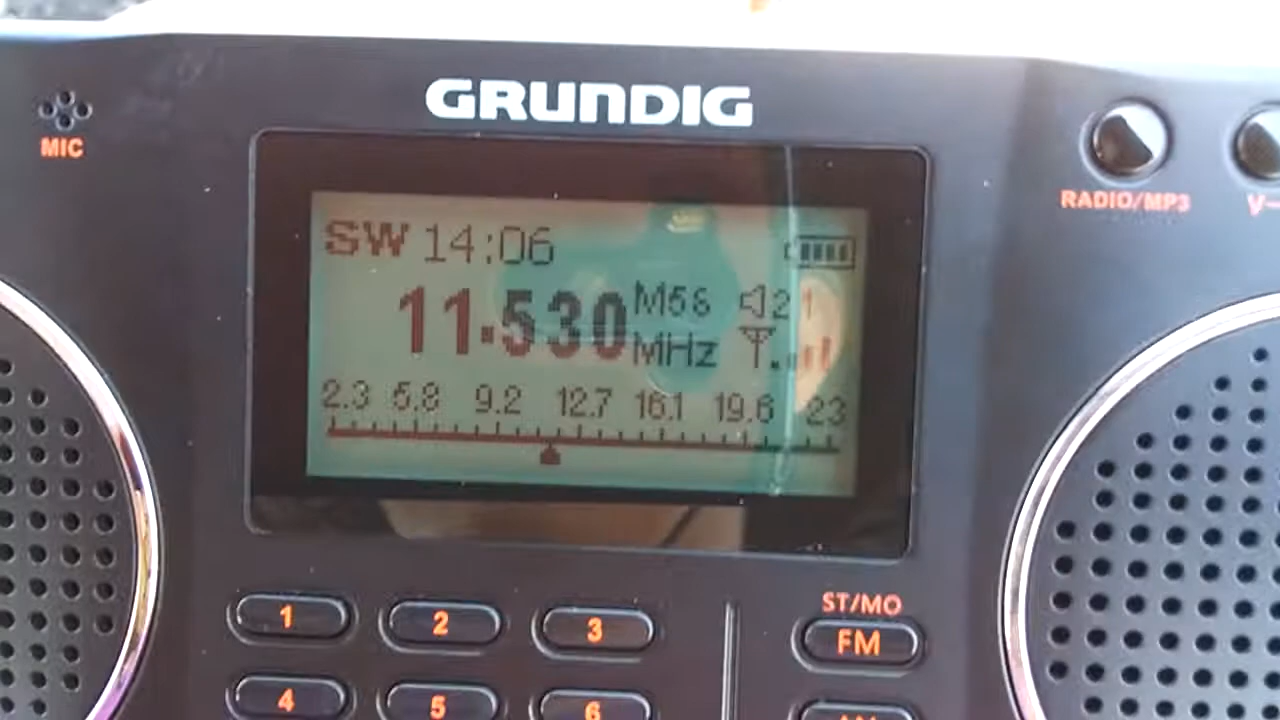 GRUNDIG
MIC
RADIO/MP3
V-
SW 14:06
11.530 MHz
M58
21
2.3 5.8 9.2 12.7 16.1 19.6 23
ST/MO
1 2 3 FM
4 5 6